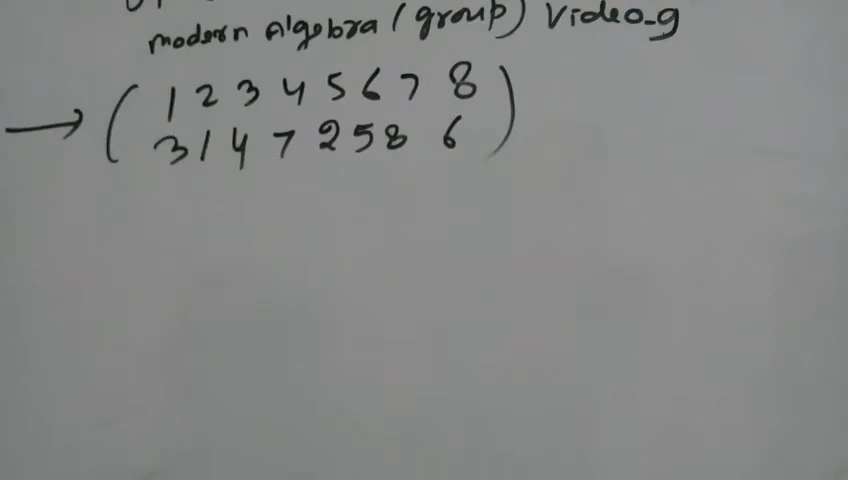 modern Algebra (group) Video-9
→ ( 1 2 3 4 5 6 7 8 )
( 3 1 4 7 2 5 8 6 )